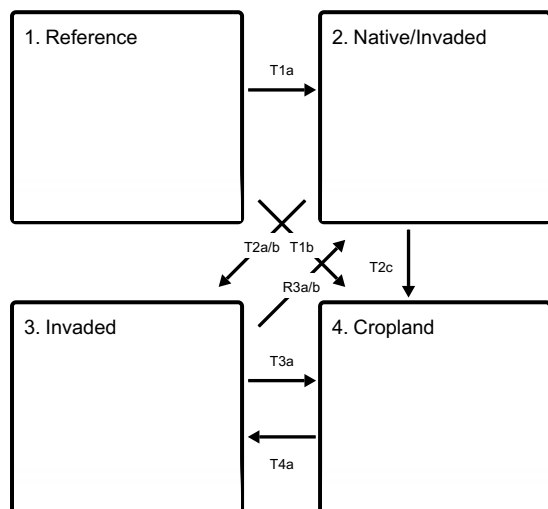 1. Reference
2. Native/Invaded
T1a
T2a/b
T1b
T2c
R3a/b
3. Invaded
4. Cropland
T3a
T4a